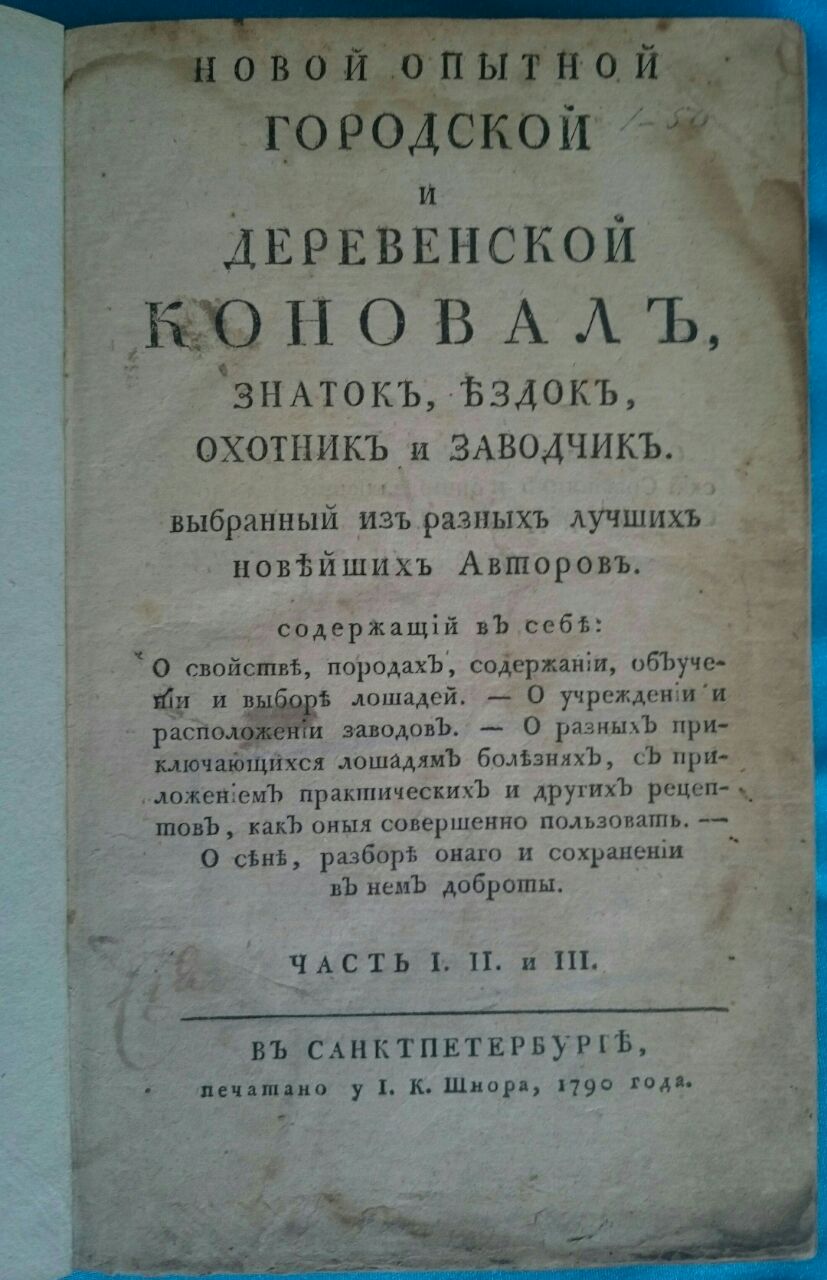 НОВОЙ ОПЫТНОЙ
ГОРОДСКОЙ
И
ДЕРЕВЕНСКОЙ
КОНОВАЛЪ,
ЗНАТОКЪ, ѢЗДОКЪ,
ОХОТНИКЪ и ЗАВОДЧИКЪ.
выбранный изъ разныхъ лучшихъ
новѣйшихъ Авторовъ.
содержащій въ себѣ:
О свойствѣ, породахъ, содержаніи, объуче-
ніи и выборѣ лошадей. — О учрежденіи и
расположеніи заводовъ. — О разныхъ при-
ключающихся лошадямъ болѣзняхъ, съ при-
ложеніемъ практическихъ и другихъ рецеп-
товъ, какъ оныя совершенно пользовать. —
О сѣнѣ, разборѣ онаго и сохраненіи
въ немъ доброты.
ЧАСТЬ I. II. и III.
ВЪ САНКТПЕТЕРБУРГѢ,
печатано у І. К. Шнора, 1790 года.
1-50